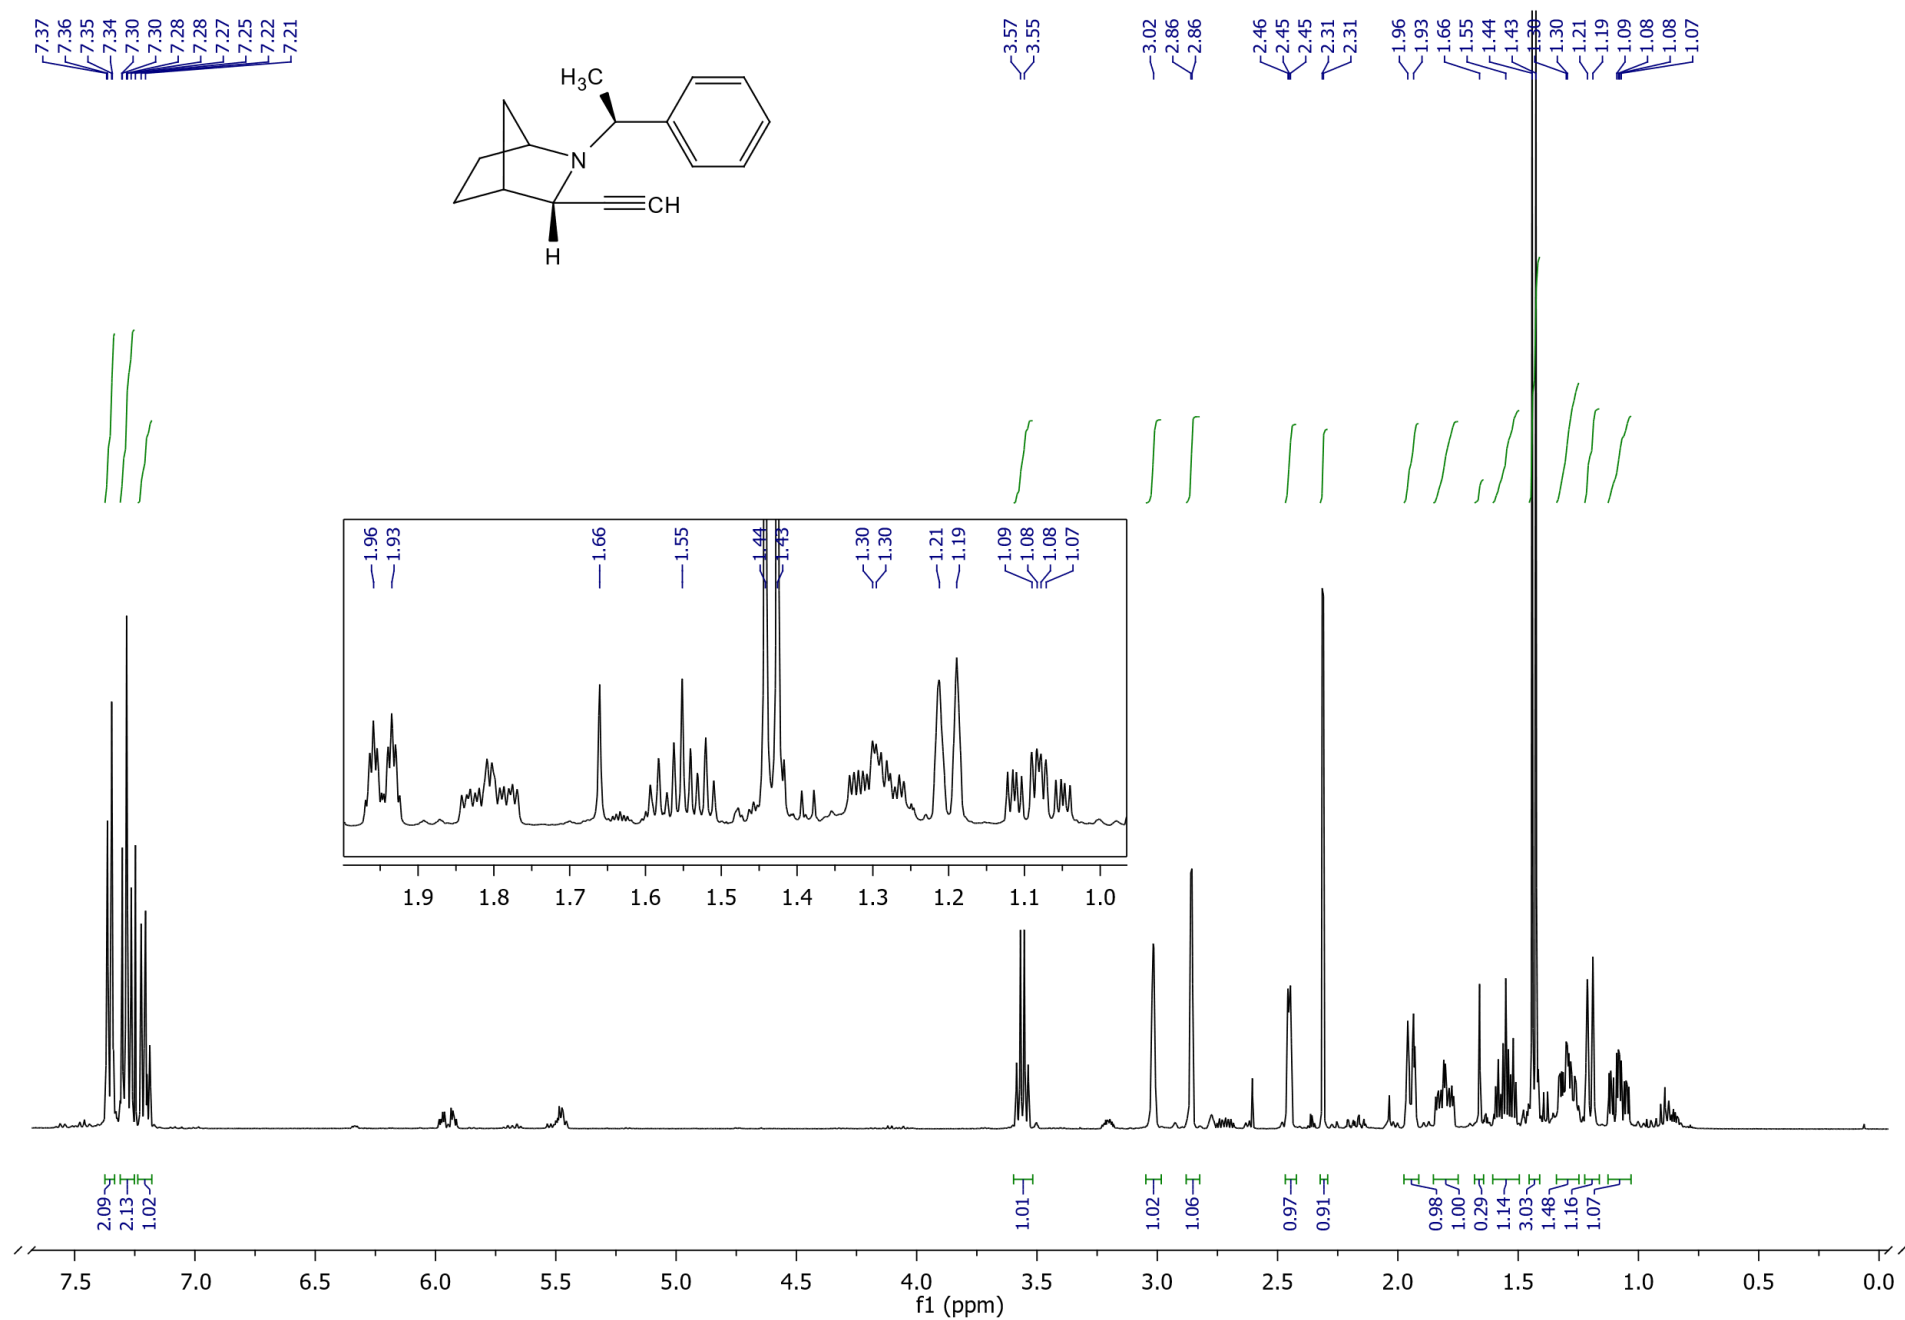 7.37 7.36 7.35 7.34 7.30 7.30 7.28 7.28 7.27 7.25 7.22 7.21 3.57 3.55 3.02 2.86 2.86 2.46 2.45 2.45 2.31 2.31 1.96 1.93 1.66 1.55 1.44 1.43 1.30 1.30 1.21 1.19 1.09 1.08 1.08 1.07
H₃C
N
CH
H
1.96 1.93 1.66 1.55 1.44 1.43 1.30 1.30 1.21 1.19 1.09 1.08 1.08 1.07
1.9 1.8 1.7 1.6 1.5 1.4 1.3 1.2 1.1 1.0
2.09 2.13 1.02 1.01 1.02 1.06 0.97 0.91 0.98 1.00 0.29 1.14 3.03 1.48 1.16 1.07
7.5 7.0 6.5 6.0 5.5 5.0 4.5 4.0 3.5 3.0 2.5 2.0 1.5 1.0 0.5 0.0
f1 (ppm)